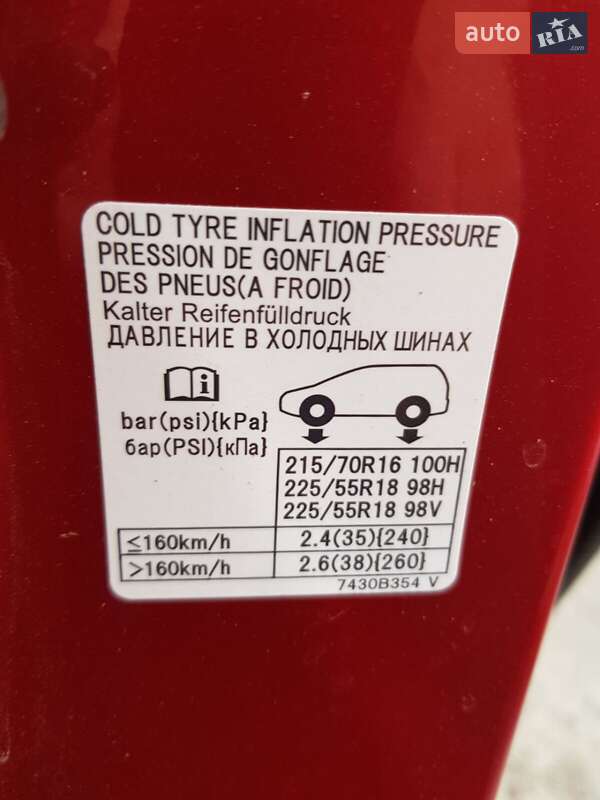 auto RIA .com
COLD TYRE INFLATION PRESSURE
PRESSION DE GONFLAGE
DES PNEUS(A FROID)
Kalter Reifenfülldruck
ДАВЛЕНИЕ В ХОЛОДНЫХ ШИНАХ
i
bar(psi){kPa}
бар(PSI){кПа}
215/70R16 100H
225/55R18 98H
225/55R18 98V
≤160km/h 2.4(35){240}
>160km/h 2.6(38){260}
7430B354 V